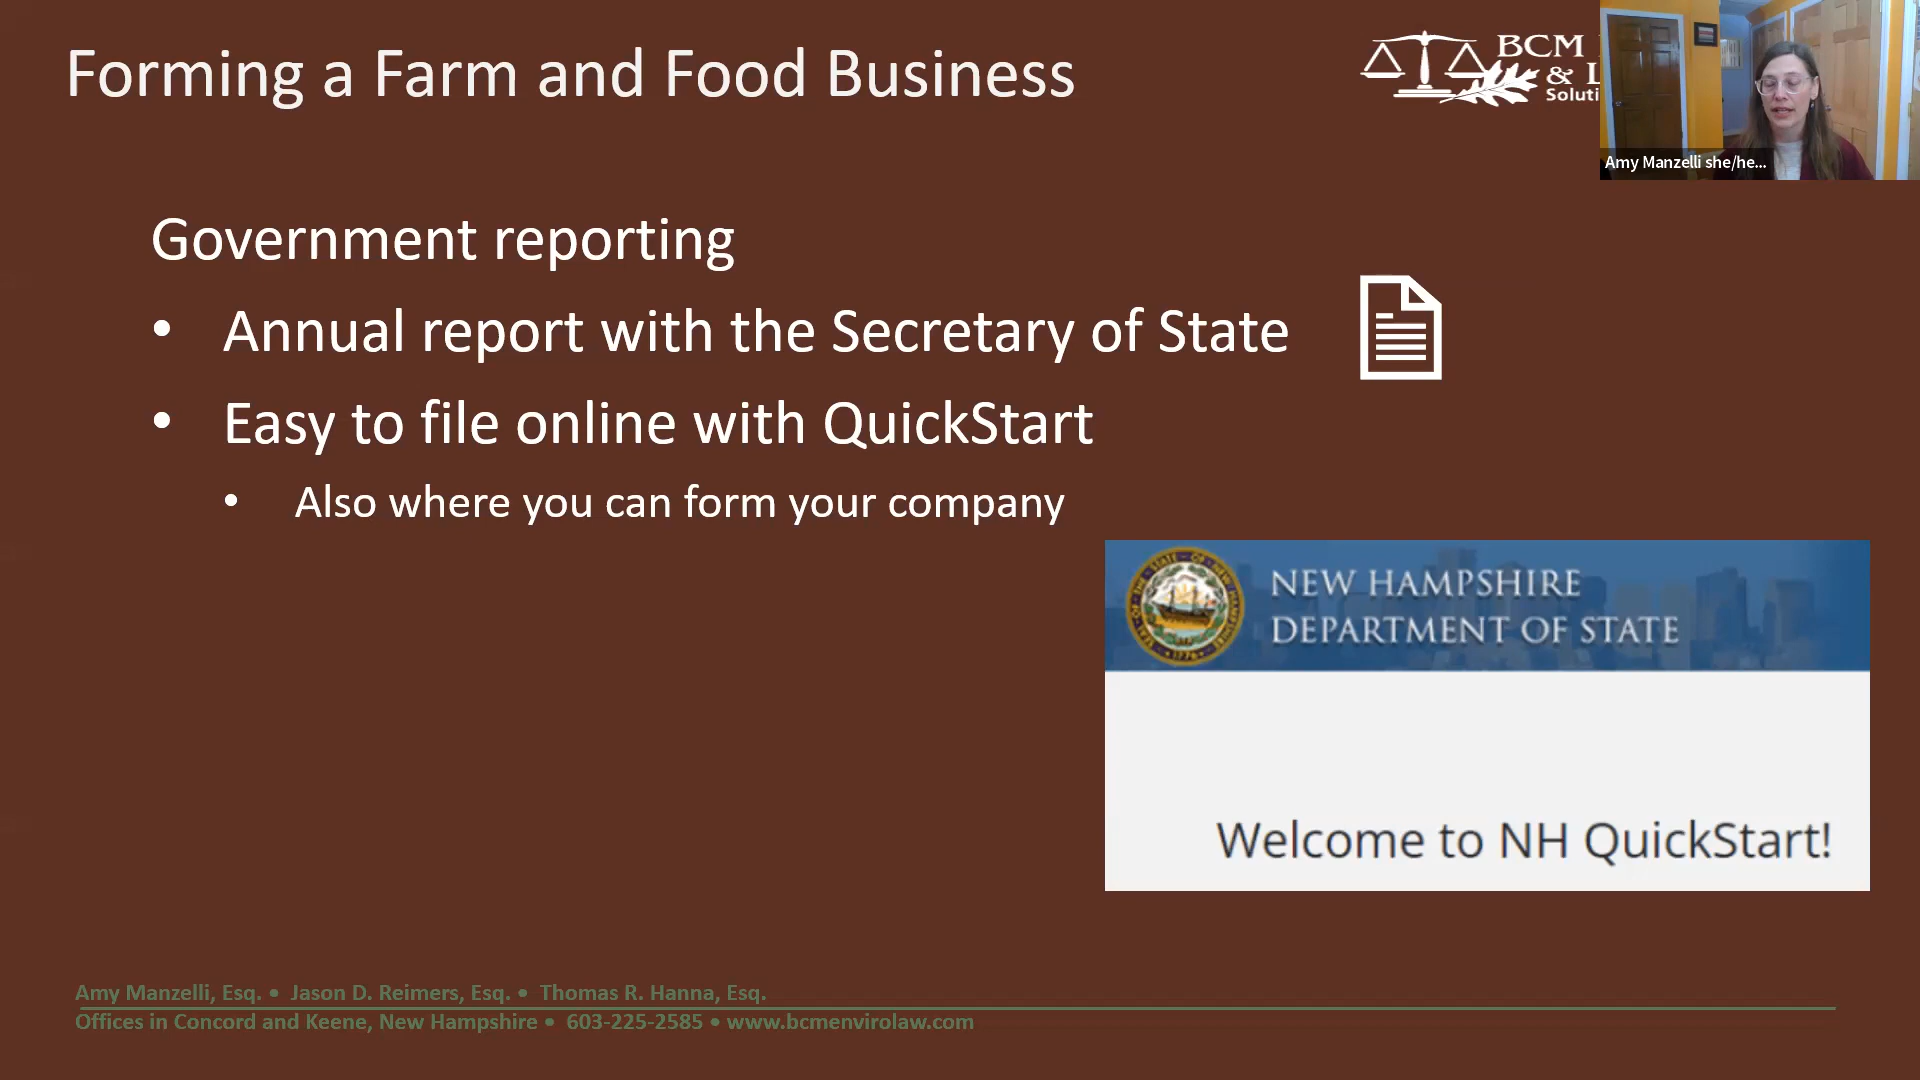 Forming a Farm and Food Business
BCM
& L
Soluti
Amy Manzelli she/he...
Government reporting
• Annual report with the Secretary of State
• Easy to file online with QuickStart
• Also where you can form your company
NEW HAMPSHIRE
DEPARTMENT OF STATE
1776
Welcome to NH QuickStart!
Amy Manzelli, Esq. • Jason D. Reimers, Esq. • Thomas R. Hanna, Esq.
Offices in Concord and Keene, New Hampshire • 603-225-2585 • www.bcmenvirolaw.com